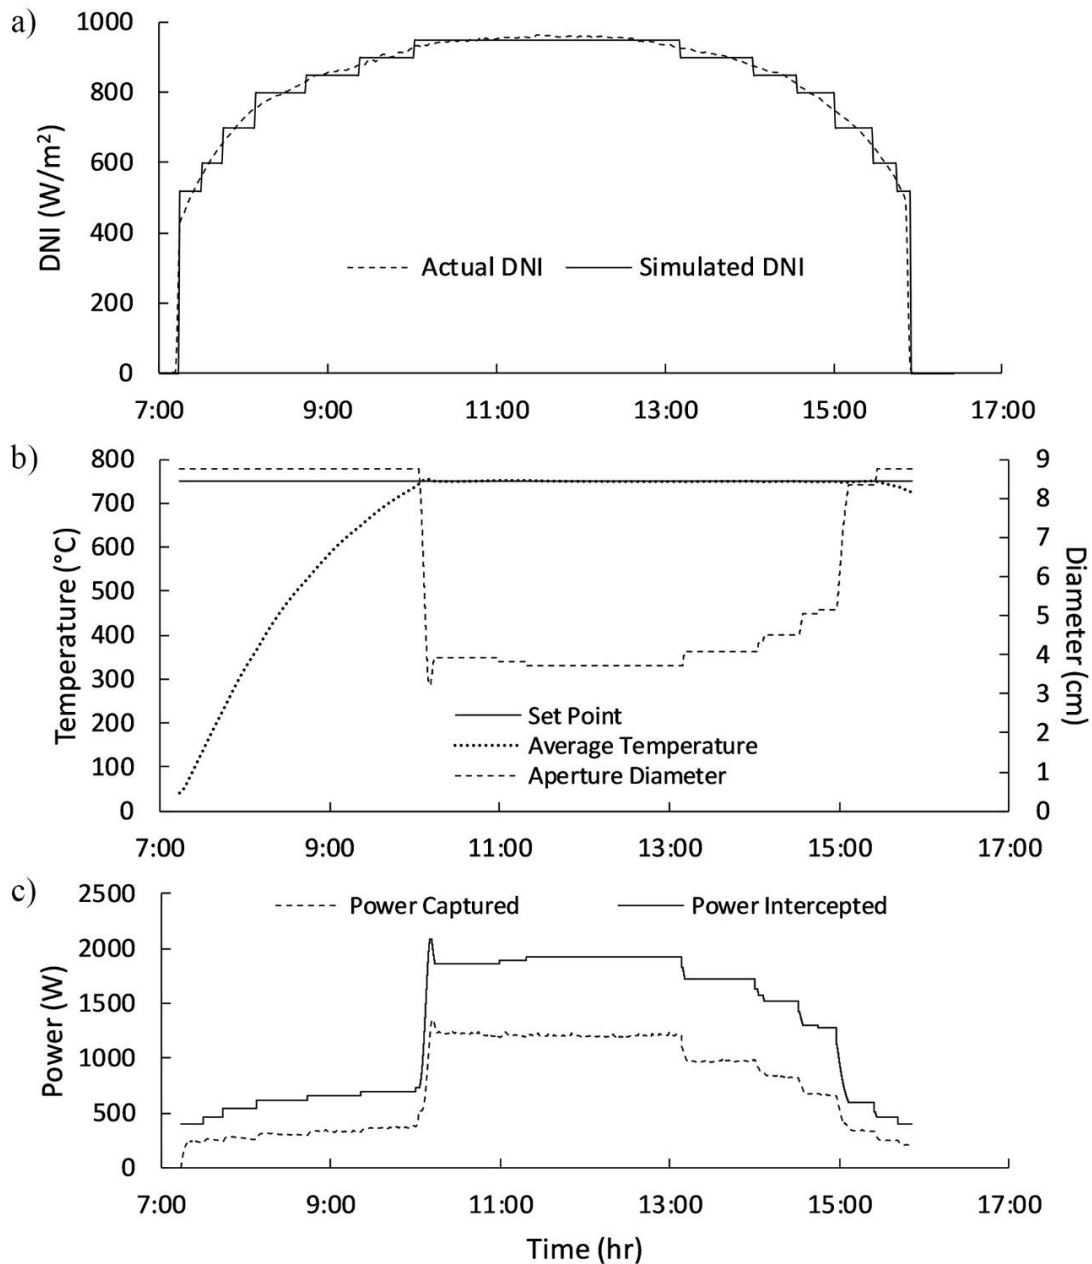 a)
1000
800
600
400
200
0
DNI (W/m²)
Actual DNI
Simulated DNI
7:00 9:00 11:00 13:00 15:00 17:00
b)
800
700
600
500
400
300
200
100
0
Temperature (°C)
9
8
7
6
5
4
3
2
1
0
Diameter (cm)
Set Point
Average Temperature
Aperture Diameter
7:00 9:00 11:00 13:00 15:00 17:00
c)
2500
2000
1500
1000
500
0
Power (W)
Power Captured
Power Intercepted
7:00 9:00 11:00 13:00 15:00 17:00
Time (hr)